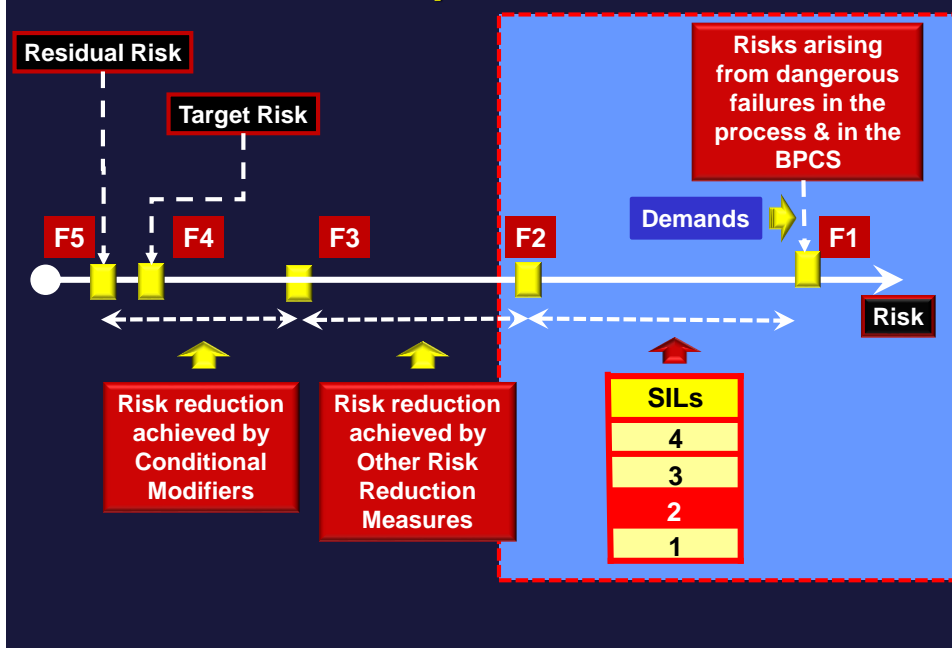 Residual Risk
Target Risk
Risks arising
from dangerous
failures in the
process & in the
BPCS
Demands
F5
F4
F3
F2
F1
Risk
Risk reduction
achieved by
Conditional
Modifiers
Risk reduction
achieved by
Other Risk
Reduction
Measures
SILs
4
3
2
1